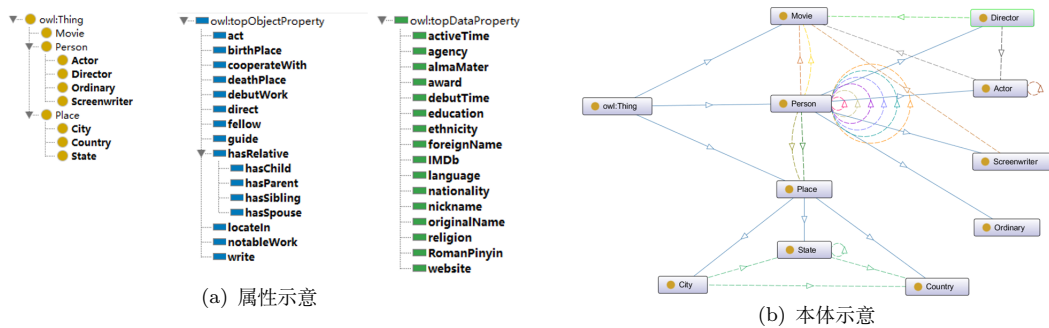 owl:Thing
Movie
Person
Actor
Director
Ordinary
Screenwriter
Place
City
Country
State
owl:topObjectProperty
act
birthPlace
cooperateWith
deathPlace
debutWork
direct
fellow
guide
hasRelative
hasChild
hasParent
hasSibling
hasSpouse
locateIn
notableWork
write
owl:topDataProperty
activeTime
agency
almaMater
award
debutTime
education
ethnicity
foreignName
IMDb
language
nationality
nickname
originalName
religion
RomanPinyin
website
(a) 属性示意
Movie
Director
Actor
owl:Thing
Person
Screenwriter
Place
Ordinary
State
City
Country
(b) 本体示意